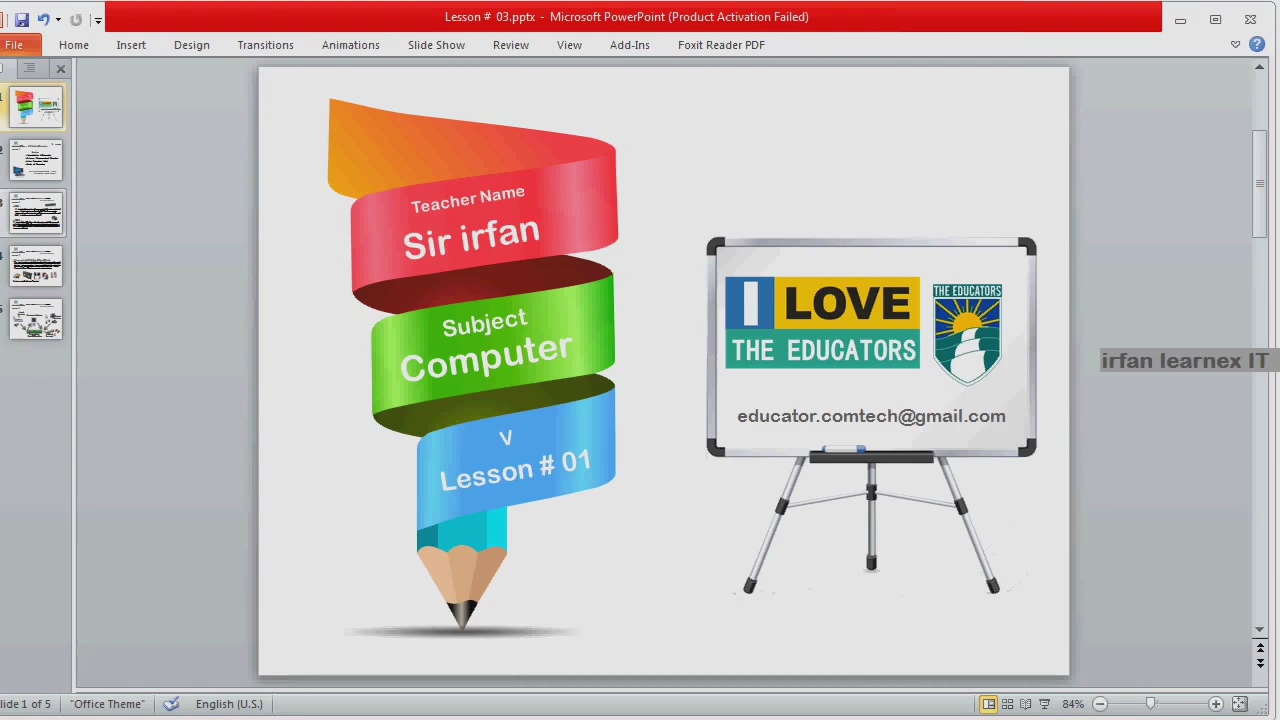 Lesson # 03.pptx - Microsoft PowerPoint (Product Activation Failed)
File Home Insert Design Transitions Animations Slide Show Review View Add-Ins Foxit Reader PDF
Teacher Name
Sir irfan
Subject
Computer
V
Lesson # 01
I LOVE
THE EDUCATORS
THE EDUCATORS
educator.comtech@gmail.com
irfan learnex IT
lide 1 of 5 "Office Theme" English (U.S.) 84%